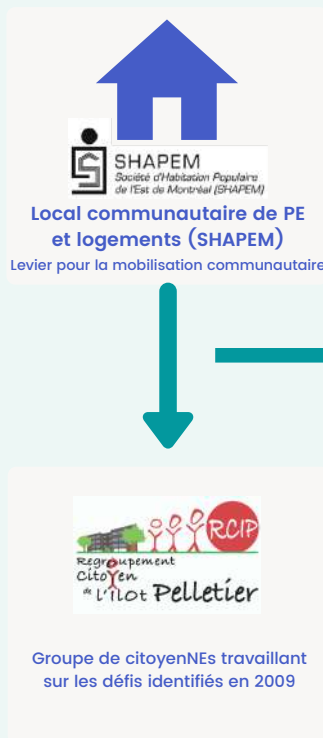 SHAPEM
Société d'Habitation Populaire
de l'Est de Montréal (SHAPEM)
Local communautaire de PE
et logements (SHAPEM)
Levier pour la mobilisation communautaire
RCIP
Regroupement
Citoyen
de L'îLot Pelletier
Groupe de citoyenNEs travaillant
sur les défis identifiés en 2009